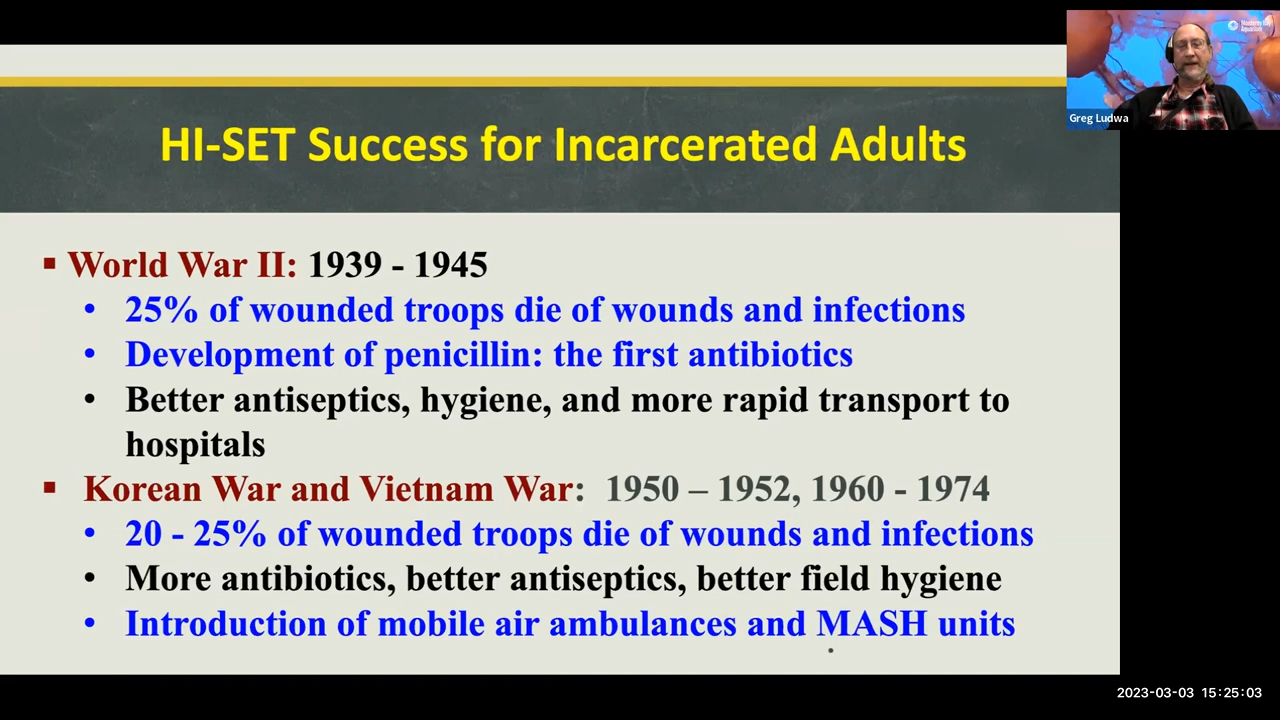 Monterey Bay
Aquarium
Greg Ludwa
HI-SET Success for Incarcerated Adults
▪ World War II: 1939 - 1945
• 25% of wounded troops die of wounds and infections
• Development of penicillin: the first antibiotics
• Better antiseptics, hygiene, and more rapid transport to
hospitals
▪ Korean War and Vietnam War: 1950 – 1952, 1960 - 1974
• 20 - 25% of wounded troops die of wounds and infections
• More antibiotics, better antiseptics, better field hygiene
• Introduction of mobile air ambulances and MASH units
2023-03-03 15:25:03